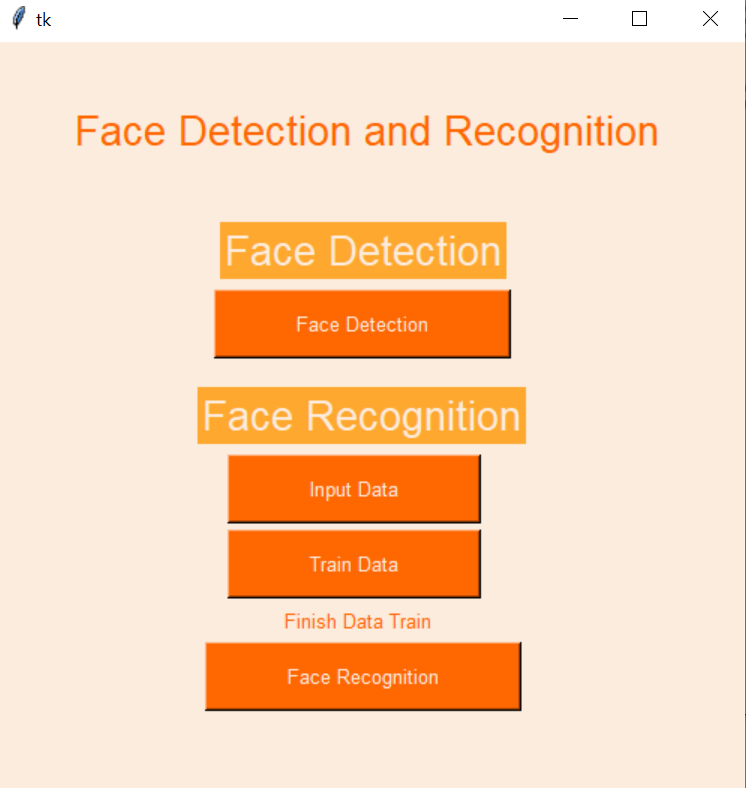 tk
Face Detection and Recognition
Face Detection
Face Detection
Face Recognition
Input Data
Train Data
Finish Data Train
Face Recognition